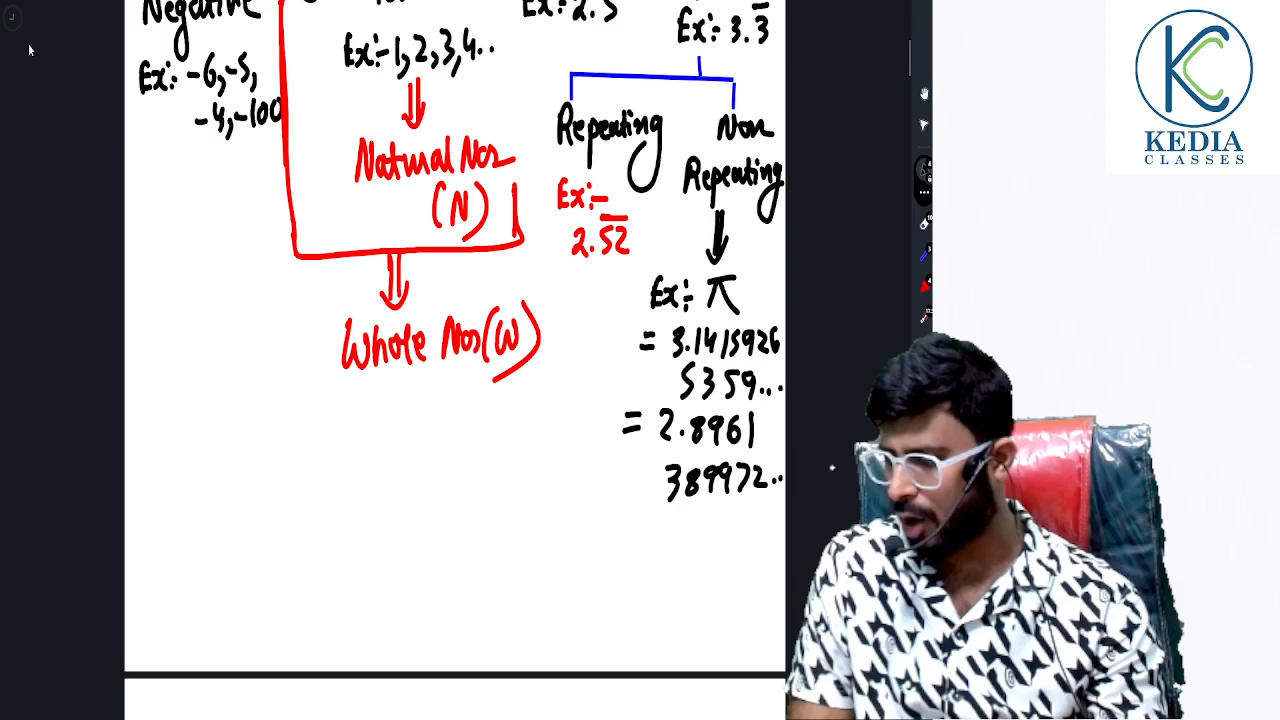 Negative
Ex:- -6, -5,
-4, -100
Ex:- 1, 2, 3, 4..
Natural Nos
(N)
Whole Nos (W)
Ex:- 2.5
Ex:- 3.3̅
Repeating
Ex:-
2.5̅2̅
Non
Repeating
Ex:- π
= 3.1415926
5359...
= 2.8961
389972..
KC
KEDIA
CLASSES